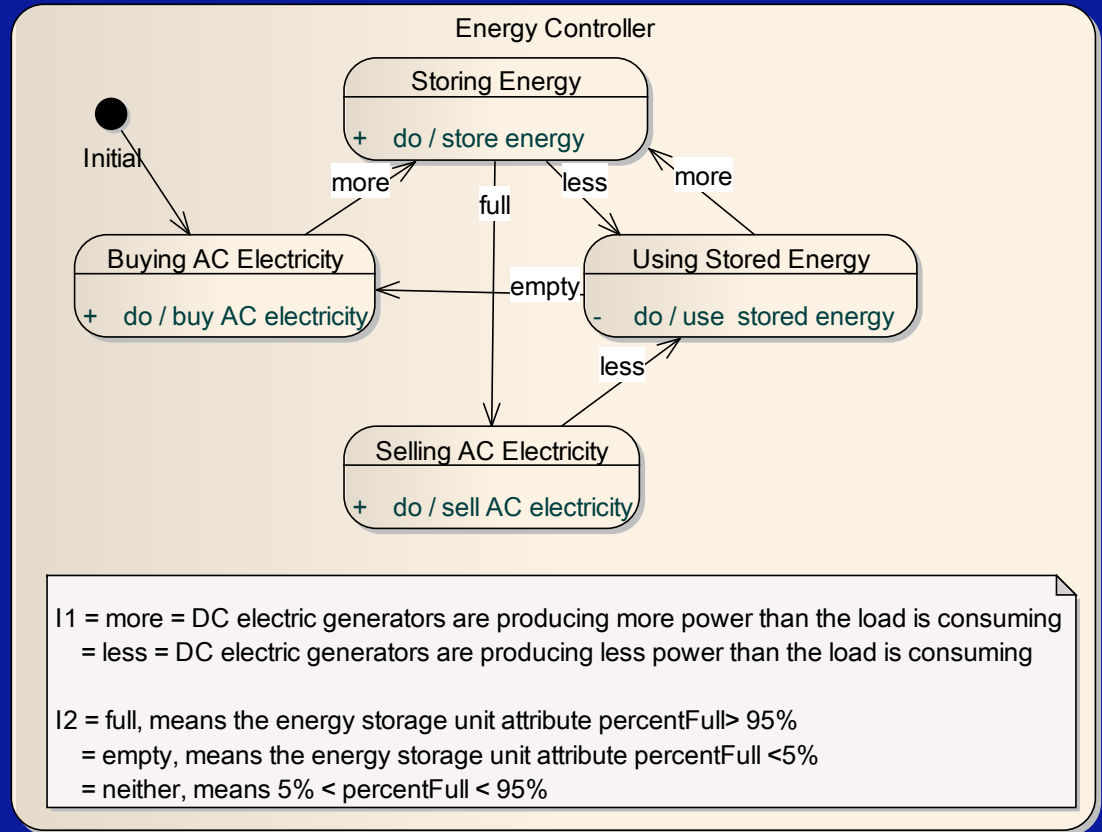 Energy Controller
Storing Energy
+ do / store energy
Initial
more
less
more
full
Buying AC Electricity
+ do / buy AC electricity
Using Stored Energy
- do / use stored energy
empty
less
Selling AC Electricity
+ do / sell AC electricity
I1 = more = DC electric generators are producing more power than the load is consuming
= less = DC electric generators are producing less power than the load is consuming
I2 = full, means the energy storage unit attribute percentFull> 95%
= empty, means the energy storage unit attribute percentFull <5%
= neither, means 5% < percentFull < 95%